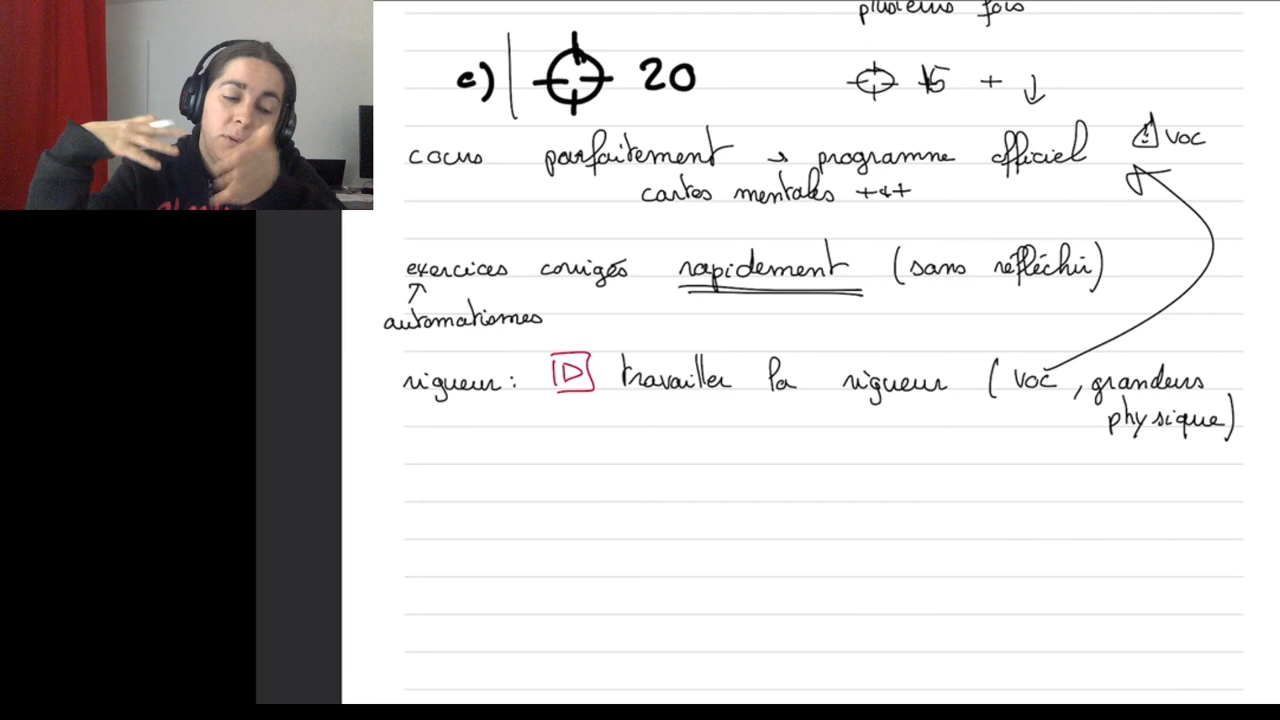 plusieurs fois
c) 20
15 + ↓
cours parfaitement → programme officiel voc
cartes mentales +++
exercices corrigés rapidement (sans réfléchir)
↑
automatismes
rigueur : travailler la rigueur (voc, grandeurs
physique)